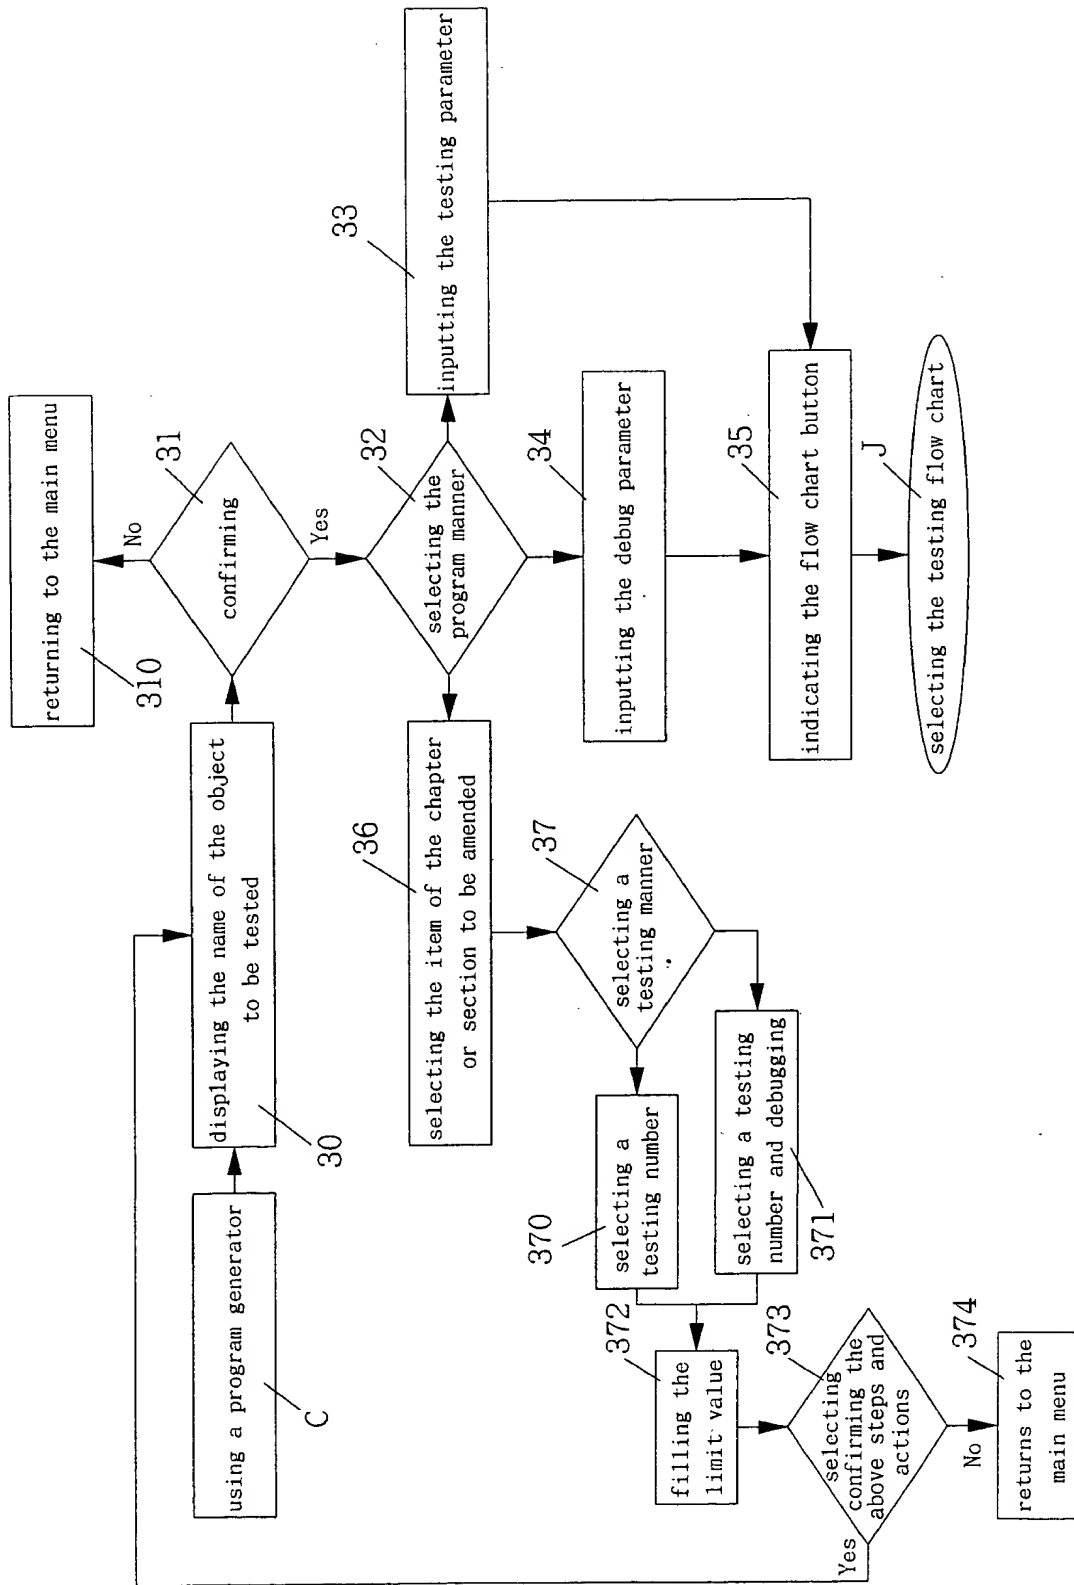 using a program generator
C
displaying the name of the object
to be tested
30
confirming
31
No
returning to the main menu
310
Yes
selecting the
program manner
32
inputting the testing parameter
33
inputting the debug parameter
34
indicating the flow chart button
35
selecting the testing flow chart
J
selecting the item of the chapter
or section to be amended
36
selecting a
testing manner
37
selecting a
testing number
370
selecting a testing
number and debugging
371
filling the
limit value
372
selecting
confirming the
above steps and
actions
373
Yes
No
returns to the
main menu
374